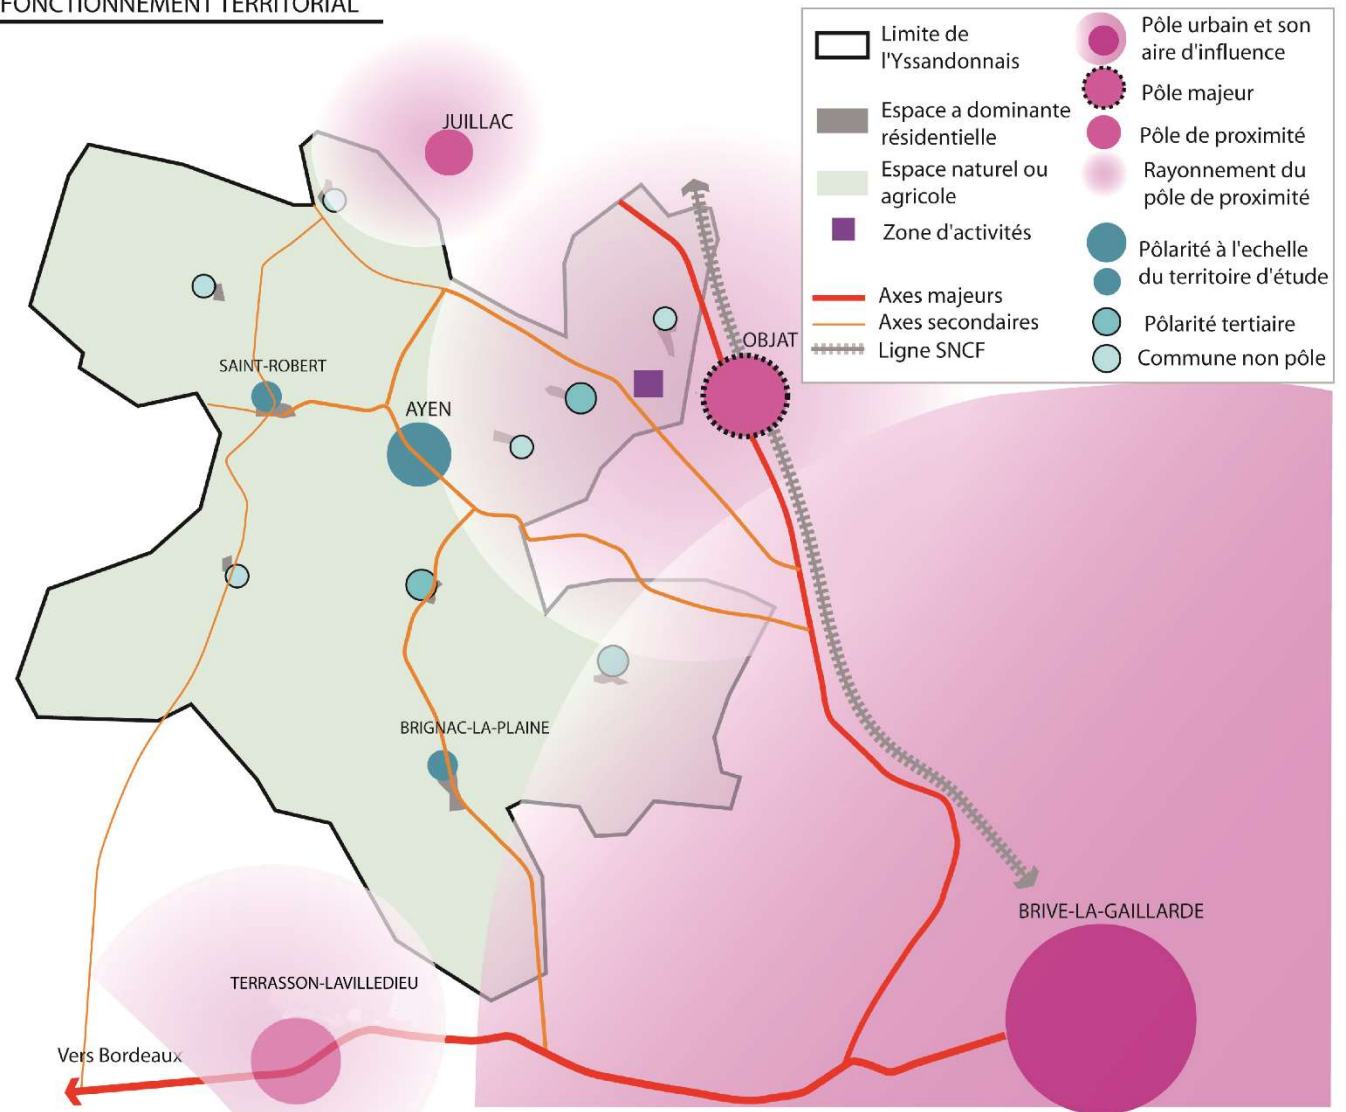 FONCTIONNEMENT TERRITORIAL
Limite de
l'Yssandonnais
Espace a dominante
résidentielle
Espace naturel ou
agricole
Zone d'activités
Axes majeurs
Axes secondaires
Ligne SNCF
Pôle urbain et son
aire d'influence
Pôle majeur
Pôle de proximité
Rayonnement du
pôle de proximité
Pôlarité à l'echelle
du territoire d'étude
Pôlarité tertiaire
Commune non pôle
JUILLAC
OBJAT
SAINT-ROBERT
AYEN
BRIGNAC-LA-PLAINE
BRIVE-LA-GAILLARDE
TERRASSON-LAVILLEDIEU
Vers Bordeaux